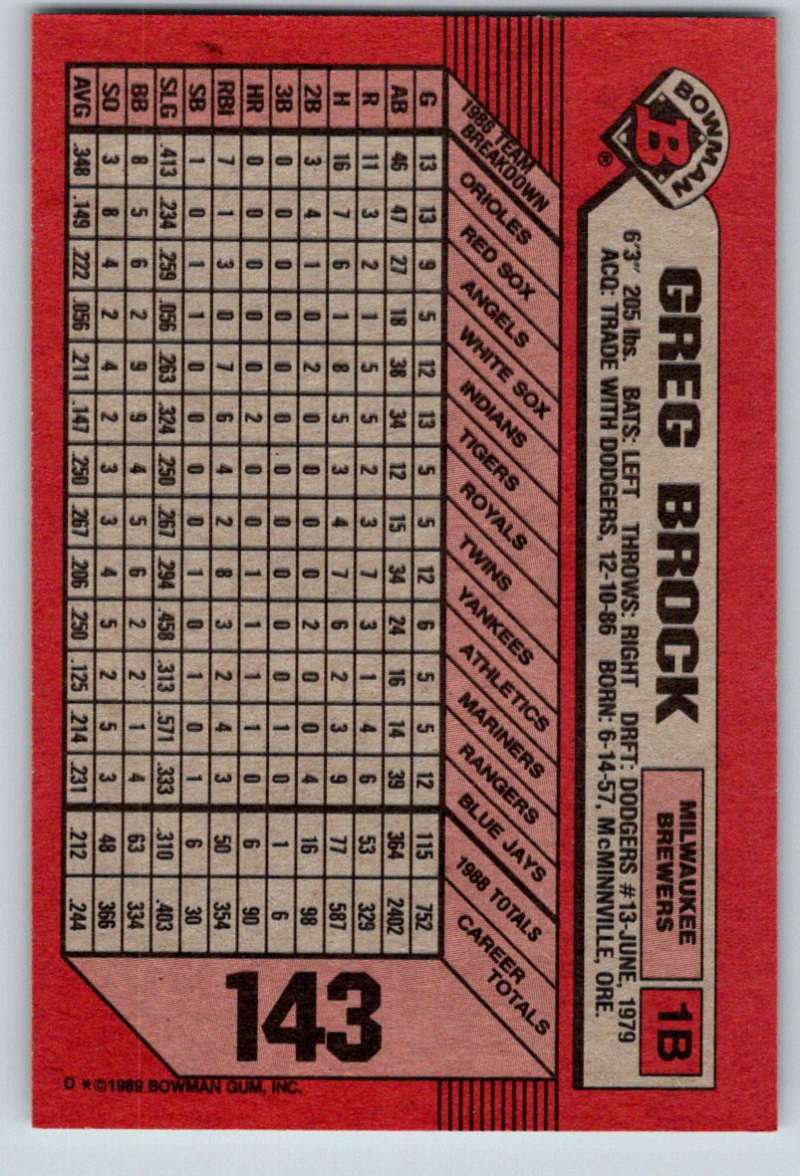 BOWMAN
B
®
GREG BROCK
MILWAUKEE
BREWERS
1B
6'3" 205 lbs. BATS: LEFT THROWS: RIGHT DRFT: DODGERS #13-JUNE, 1979
ACQ: TRADE WITH DODGERS, 12-10-86 BORN: 6-14-57, McMINNVILLE, ORE.
1988 TEAM
BREAKDOWN
ORIOLES
RED SOX
ANGELS
WHITE SOX
INDIANS
TIGERS
ROYALS
TWINS
YANKEES
ATHLETICS
MARINERS
RANGERS
BLUE JAYS
1988 TOTALS
CAREER
TOTALS
G 13 13 9 5 12 13 5 5 12 6 5 5 12 115 752
AB 46 47 27 18 38 34 12 15 34 24 16 14 39 364 2402
R 11 3 2 1 5 5 2 3 7 3 1 4 6 53 329
H 16 7 6 1 8 5 3 4 7 6 2 3 9 77 587
2B 3 4 1 0 2 0 0 0 0 2 0 0 4 16 98
3B 0 0 0 0 0 0 0 0 0 0 0 1 0 1 6
HR 0 0 0 0 0 2 0 0 1 1 1 1 0 6 90
RBI 7 1 3 0 7 6 4 2 8 3 2 4 3 50 354
SB 1 0 1 1 0 0 0 0 1 0 1 0 1 6 30
SLG .413 .234 .259 .056 .263 .324 .250 .267 .294 .458 .313 .571 .333 .310 .403
BB 8 5 6 2 9 9 4 5 6 2 2 1 4 63 334
SO 3 8 4 2 4 2 3 3 4 5 2 5 3 48 366
AVG .348 .149 .222 .056 .211 .147 .250 .267 .206 .250 .125 .214 .231 .212 .244
143
D *©1989 BOWMAN GUM, INC.